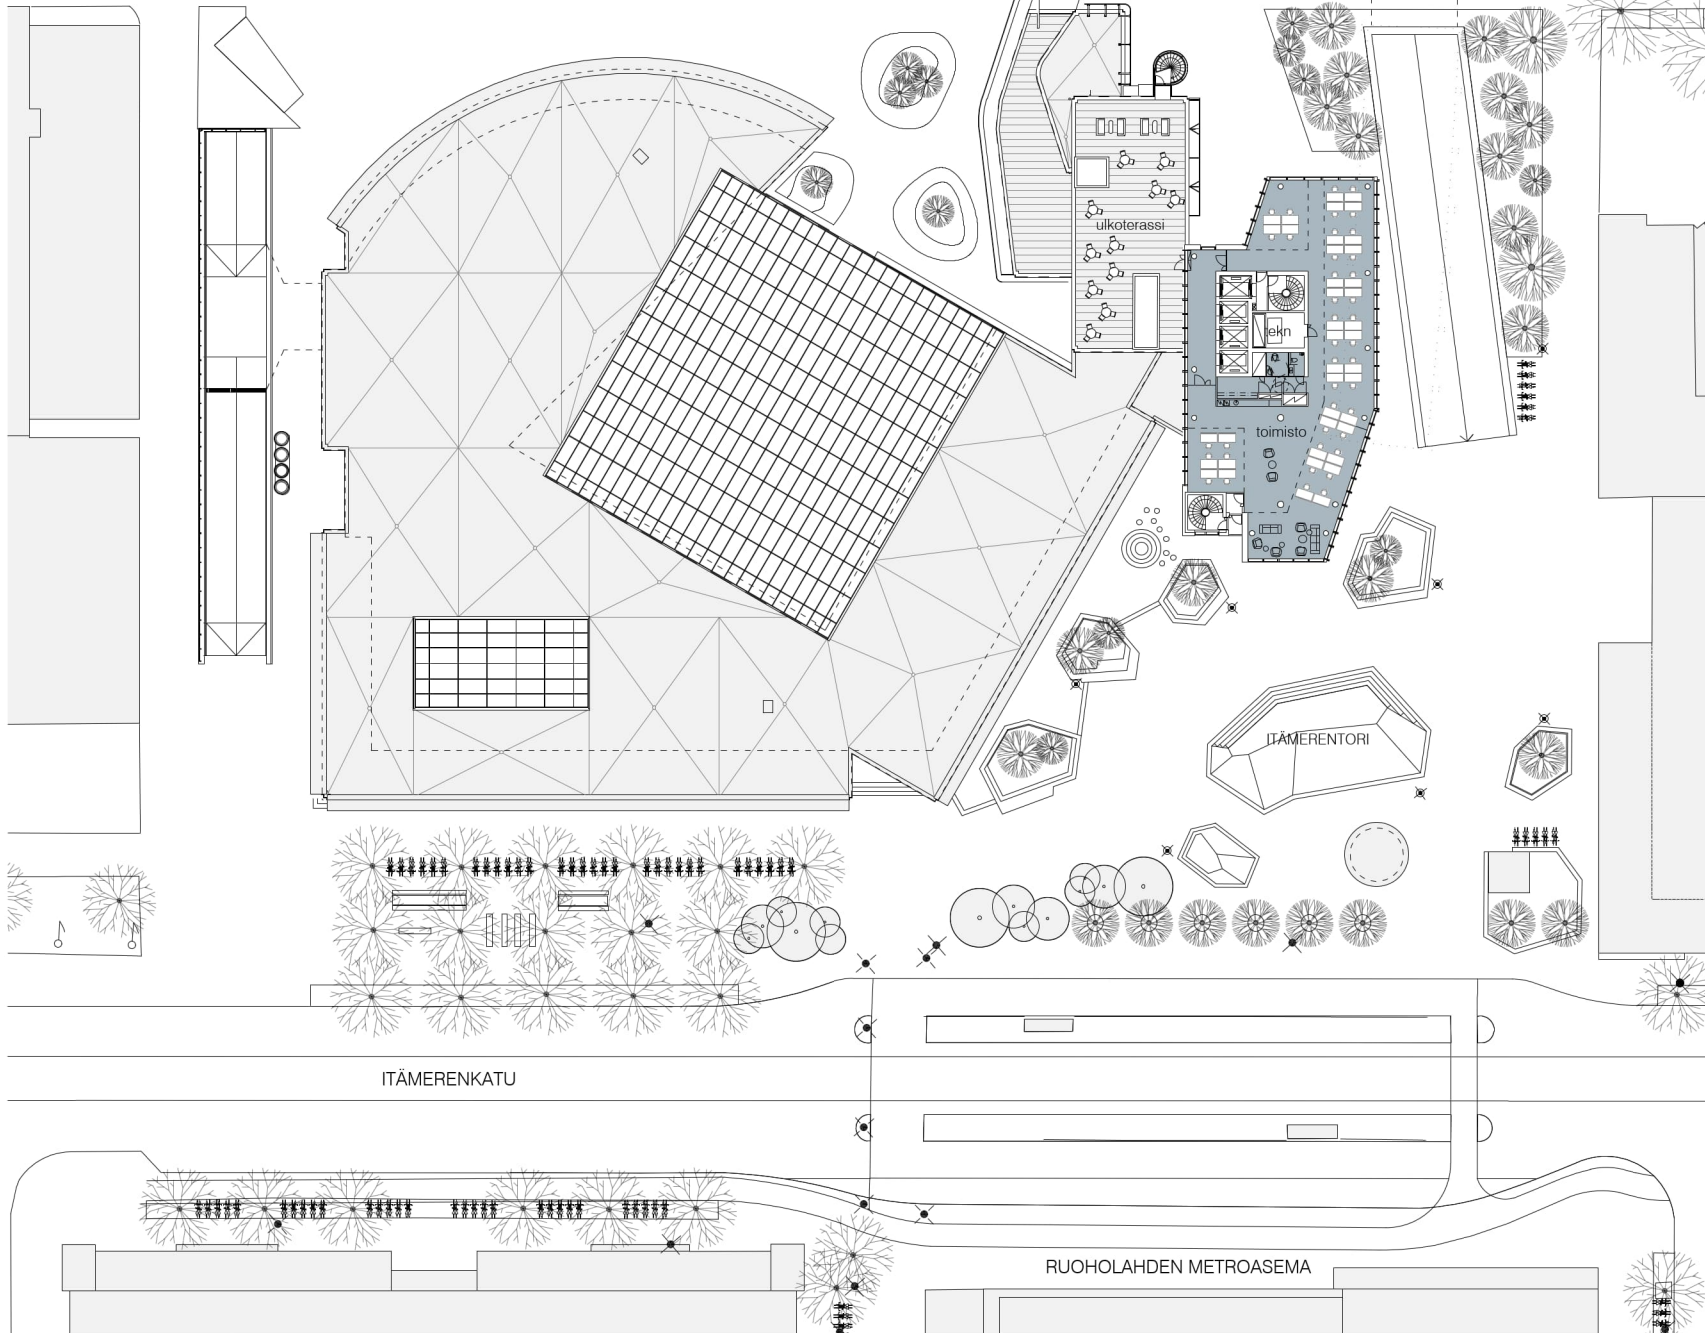 ulkoterassi
tekn
toimisto
ITÄMERENTORI
ITÄMERENKATU
RUOHOLAHDEN METROASEMA